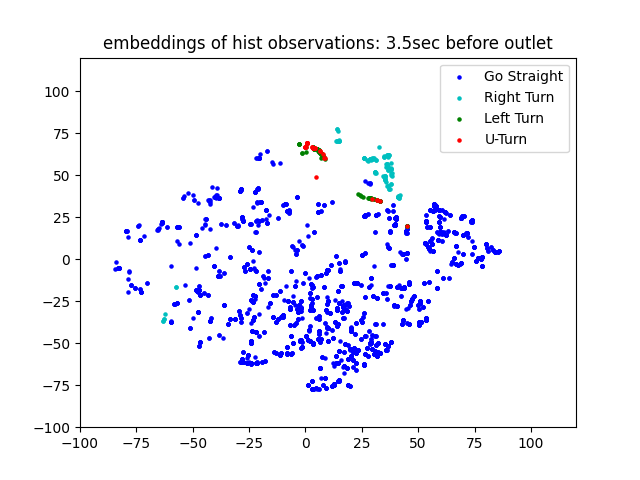 embeddings of hist observations: 3.5sec before outlet
Go Straight
Right Turn
Left Turn
U-Turn
100
75
50
25
0
−25
−50
−75
−100
−100 −75 −50 −25 0 25 50 75 100